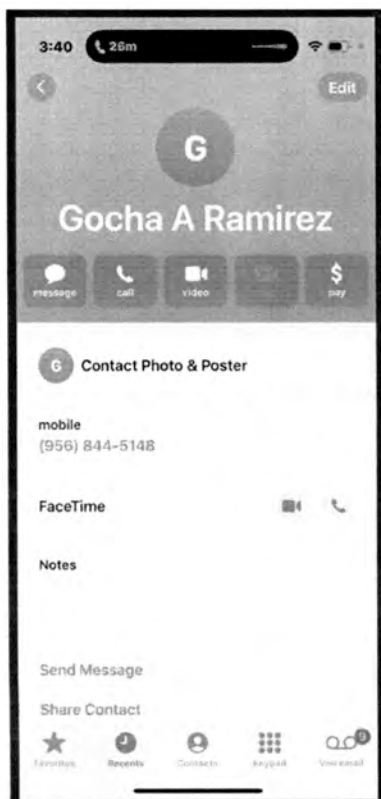 3:40 26m
Edit
G
Gocha A Ramirez
message call video pay
G Contact Photo & Poster
mobile
(956) 844-5148
FaceTime
Notes
Send Message
Share Contact
Favorites Recents Contacts Keypad Voicemail